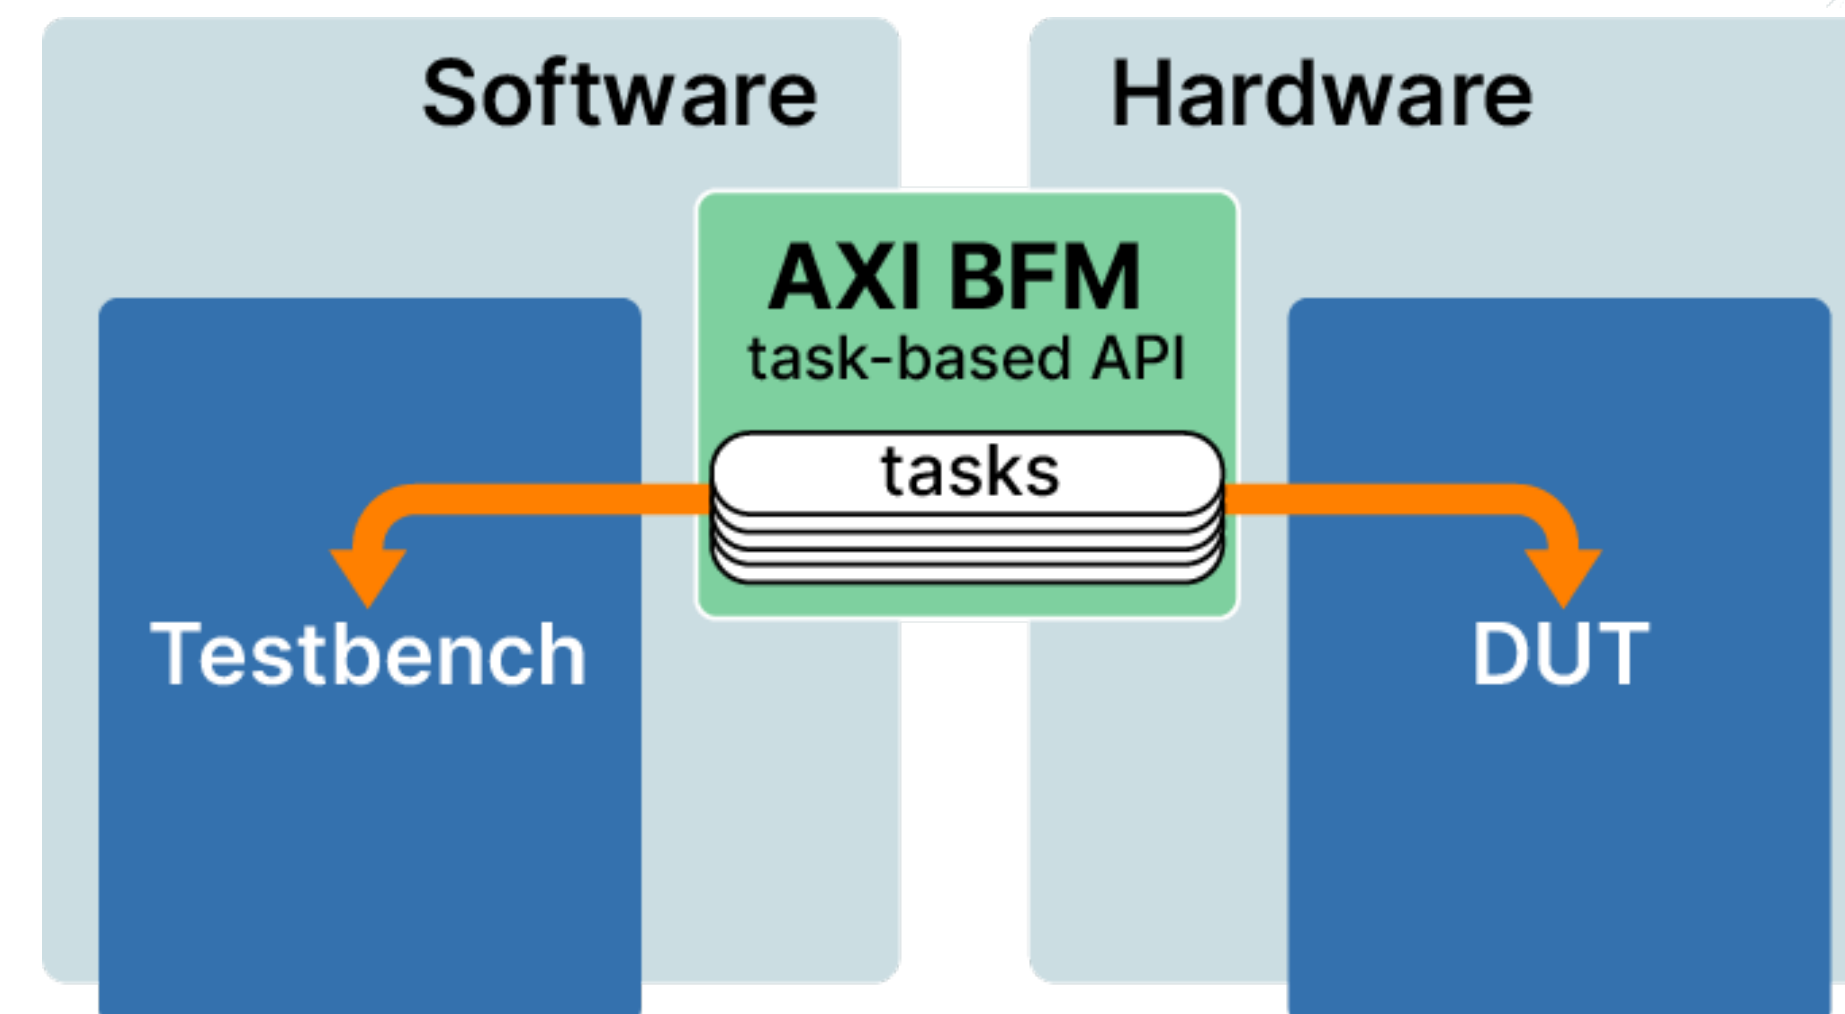 Software
Hardware
AXI BFM
task-based API
tasks
Testbench
DUT